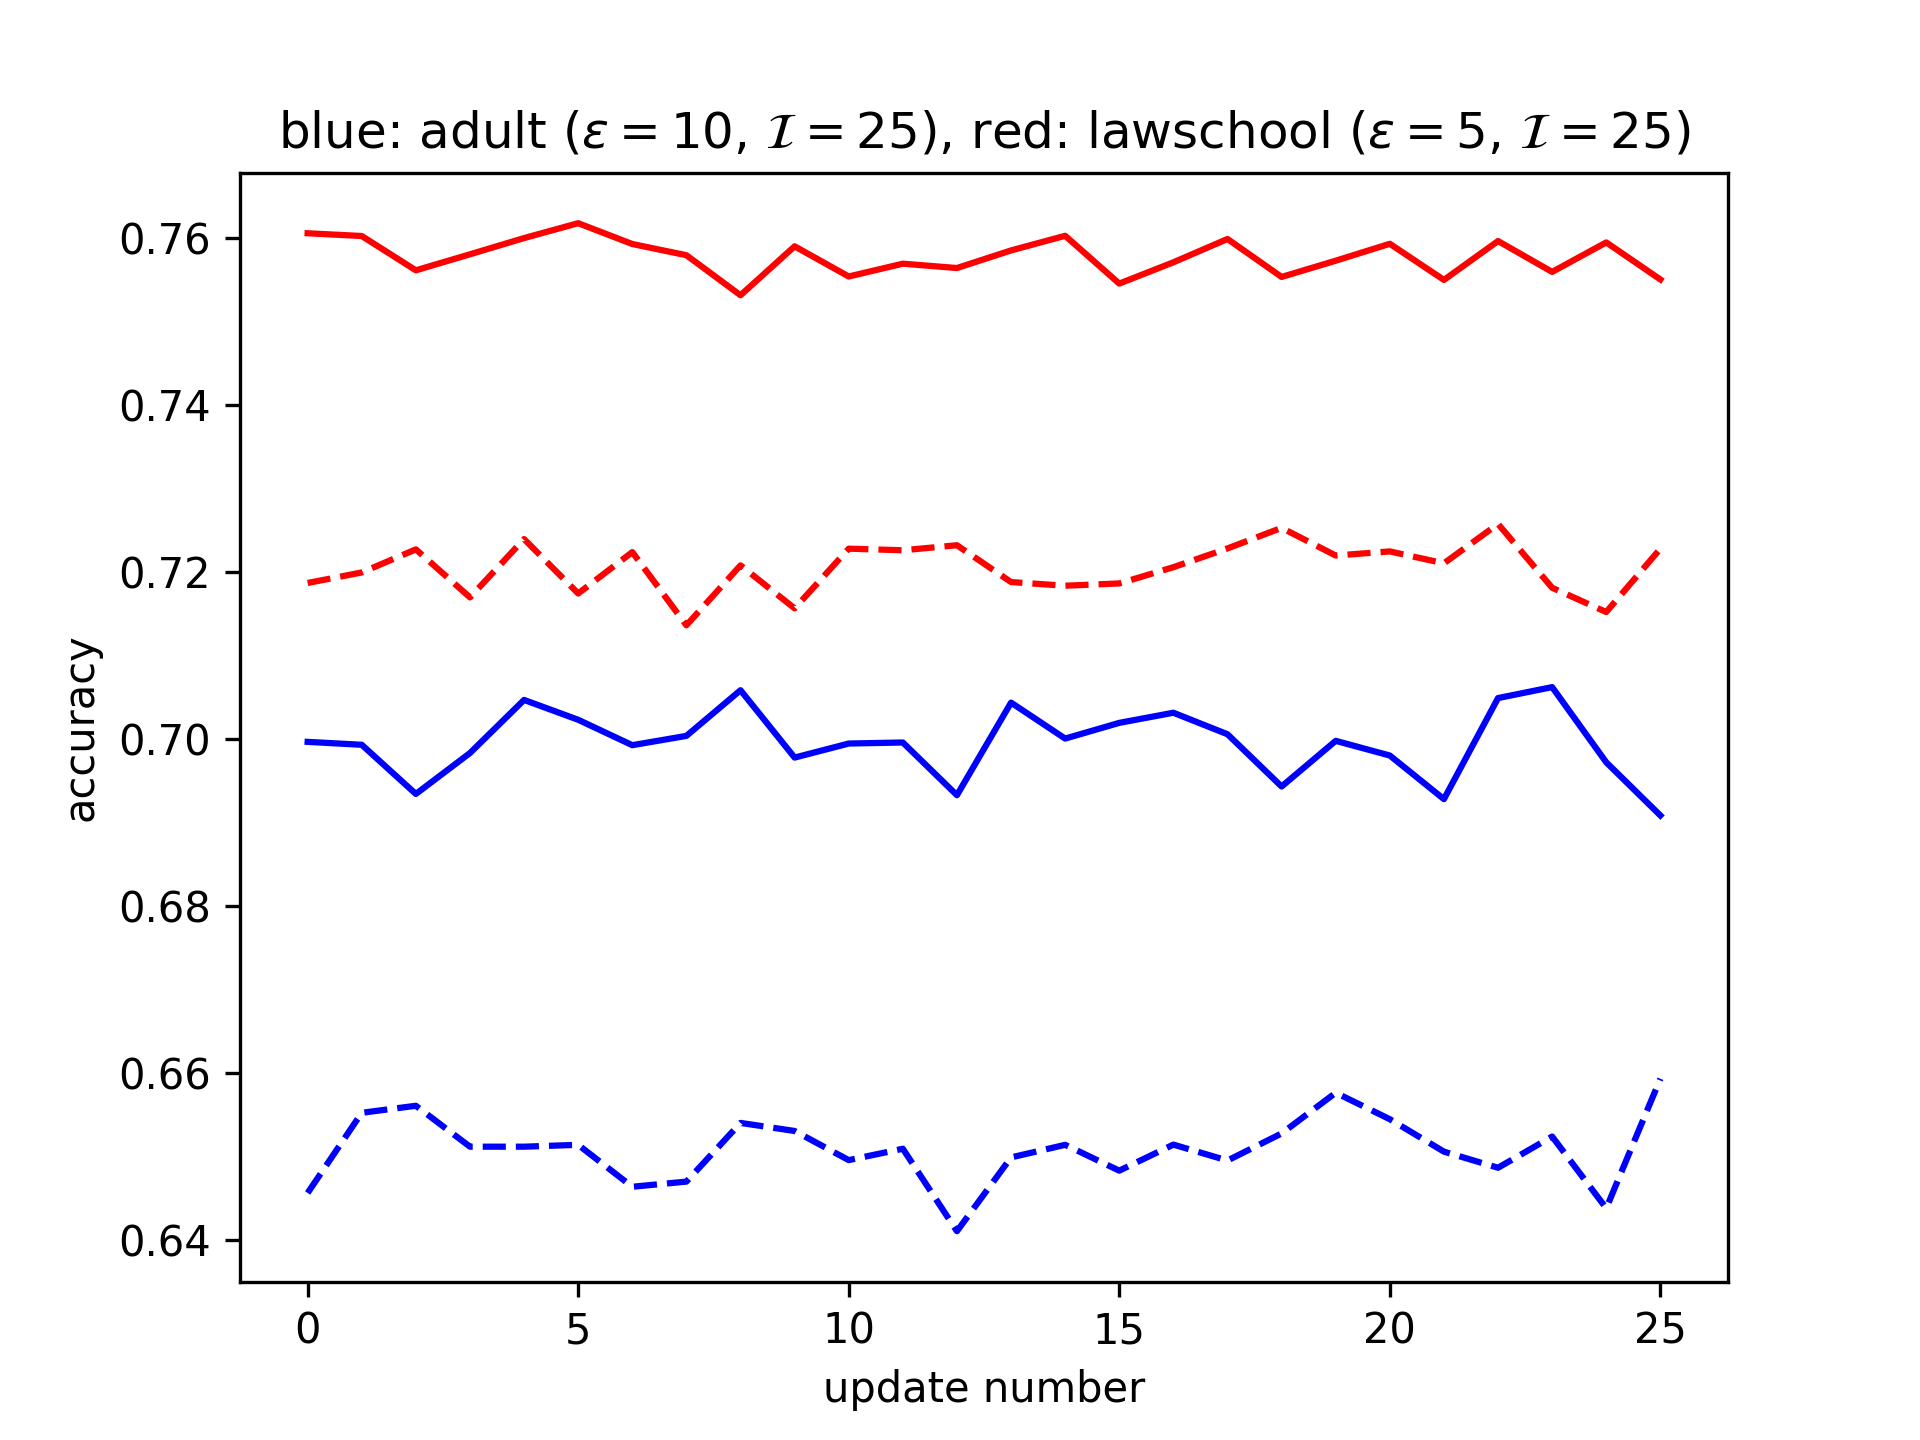 blue: adult (ε = 10, ℐ = 25), red: lawschool (ε = 5, ℐ = 25)
0.76
0.74
0.72
0.70
0.68
0.66
0.64
accuracy
0 5 10 15 20 25
update number